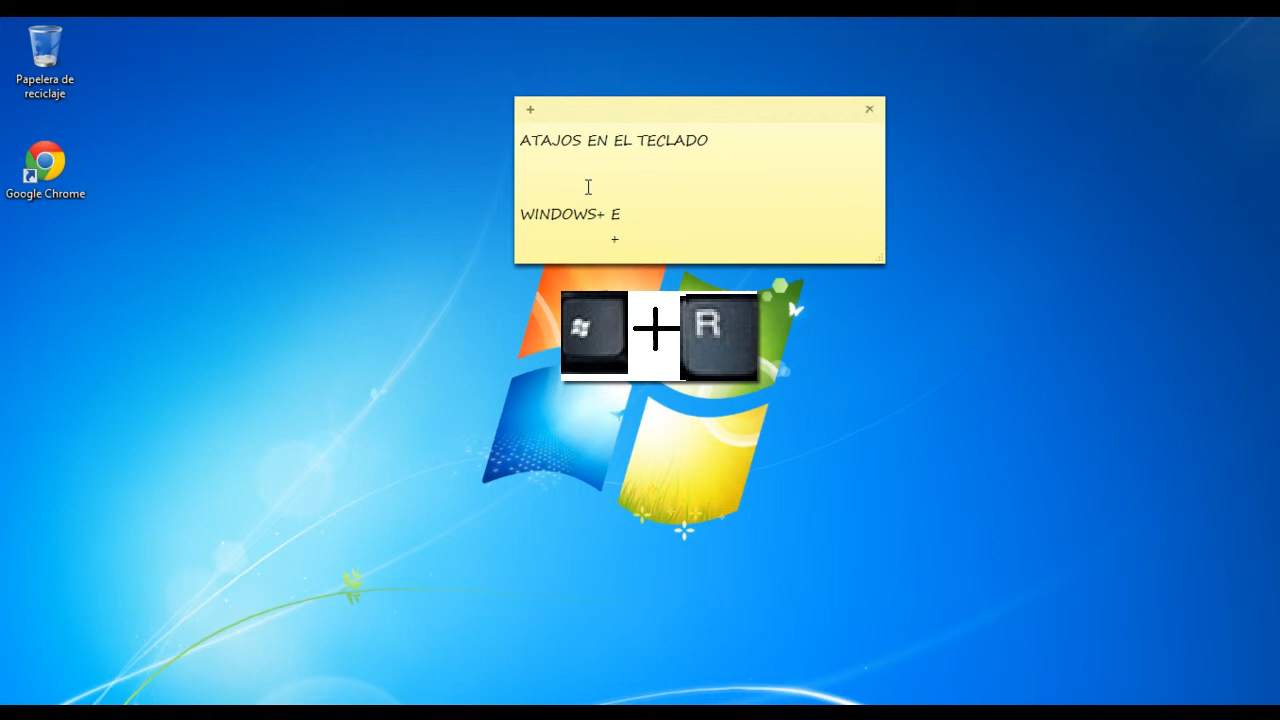 Papelera de
reciclaje
Google Chrome
+
ATAJOS EN EL TECLADO
WINDOWS+ E
+
+ R